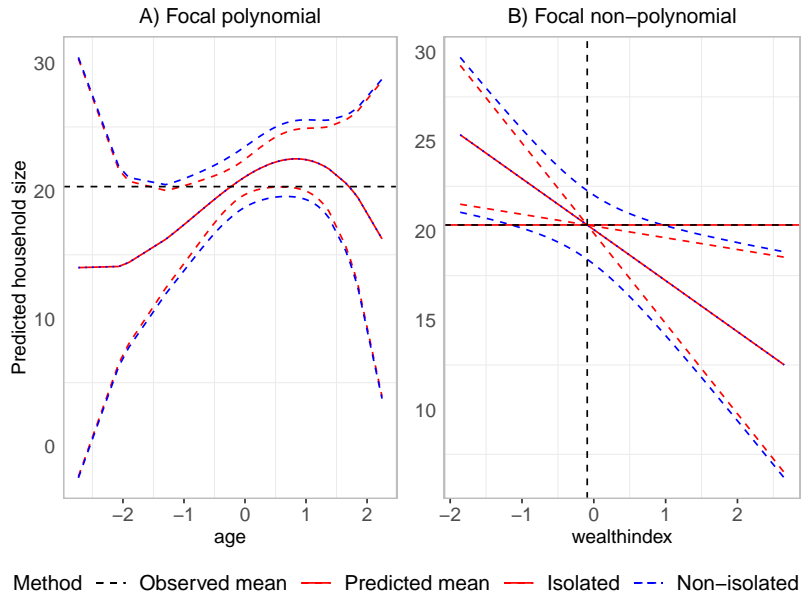 A) Focal polynomial
B) Focal non−polynomial
Predicted household size
30
20
10
0
−2
−1
0
1
2
age
30
25
20
15
10
−2
−1
0
1
2
wealthindex
Method
Observed mean
Predicted mean
Isolated
Non−isolated